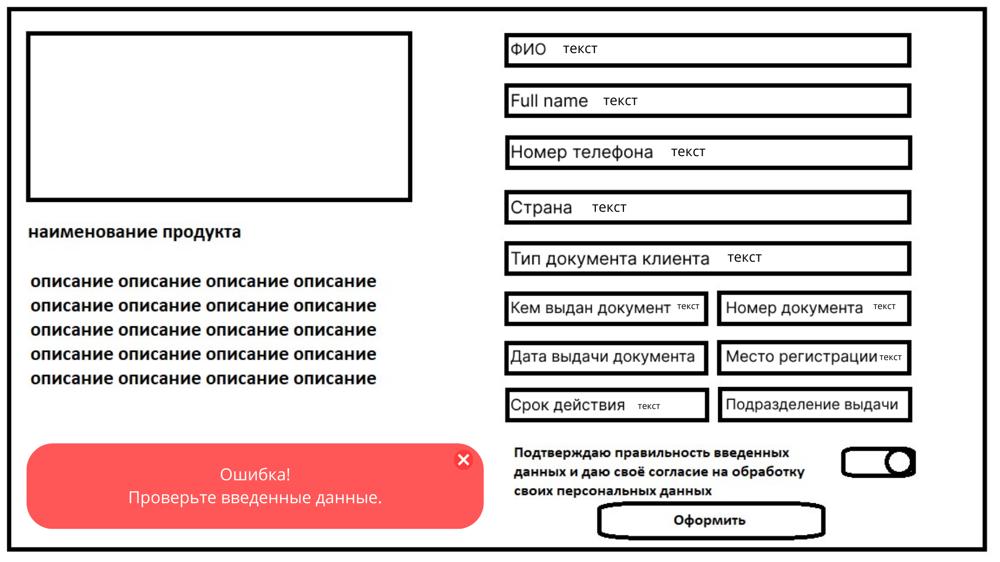 наименование продукта
описание описание описание описание
описание описание описание описание
описание описание описание описание
описание описание описание описание
описание описание описание описание
Ошибка!
Проверьте введенные данные.
ФИО текст
Full name текст
Номер телефона текст
Страна текст
Тип документа клиента текст
Кем выдан документ текст
Номер документа текст
Дата выдачи документа
Место регистрации текст
Срок действия текст
Подразделение выдачи
Подтверждаю правильность введенных
данных и даю своё согласие на обработку
своих персональных данных
Оформить